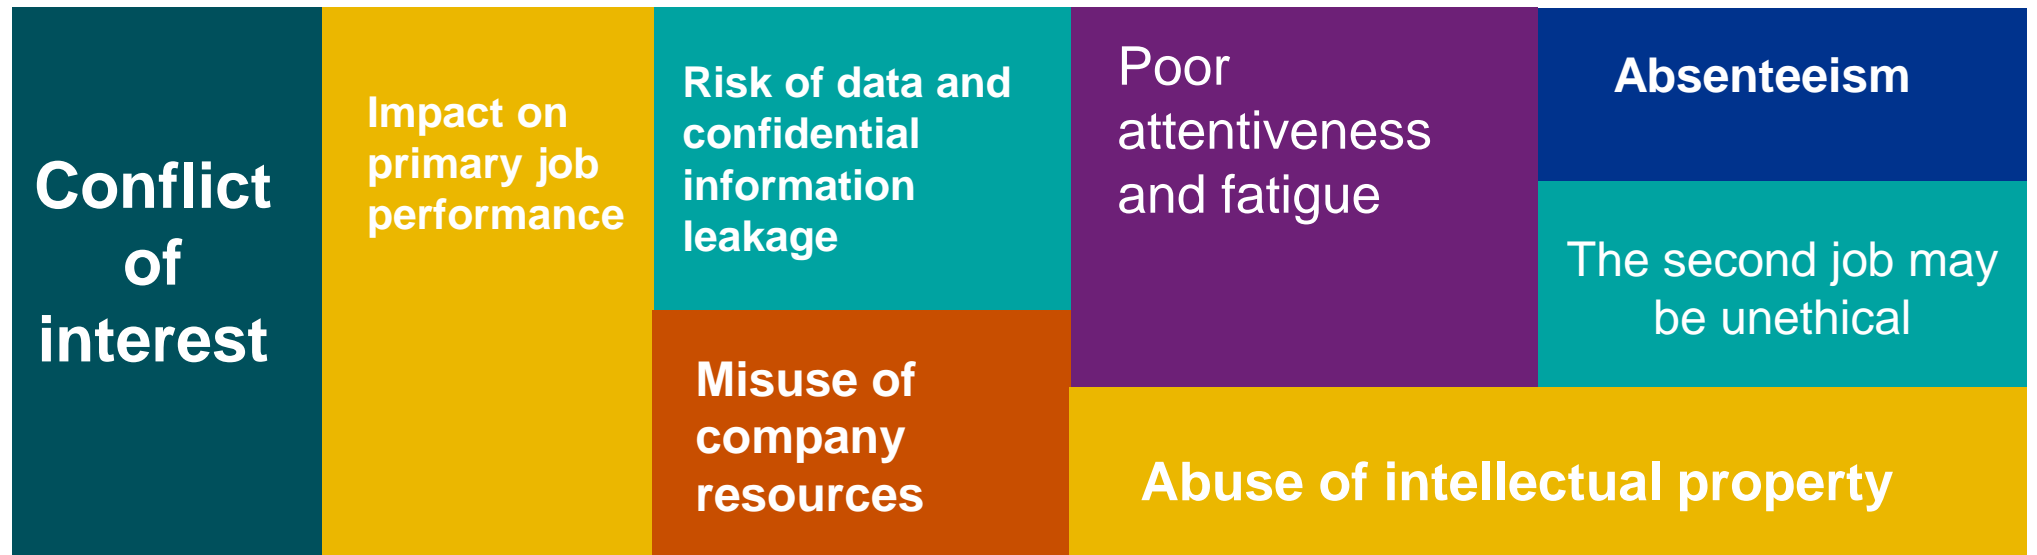 Conflict
of
interest
Impact on
primary job
performance
Risk of data and
confidential
information
leakage
Misuse of
company
resources
Poor
attentiveness
and fatigue
Absenteeism
The second job may
be unethical
Abuse of intellectual property